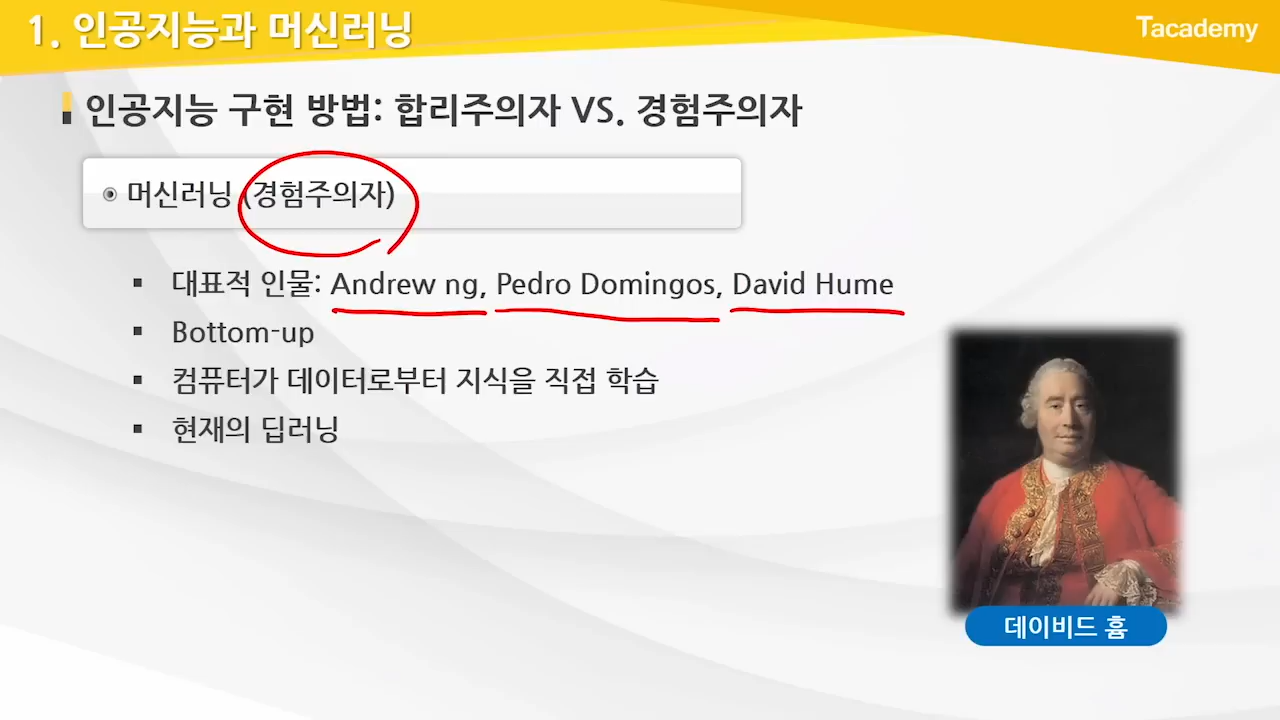 1. 인공지능과 머신러닝
Tacademy
인공지능 구현 방법: 합리주의자 VS. 경험주의자
머신러닝 (경험주의자)
대표적 인물: Andrew ng, Pedro Domingos, David Hume
Bottom-up
컴퓨터가 데이터로부터 지식을 직접 학습
현재의 딥러닝
데이비드 흄